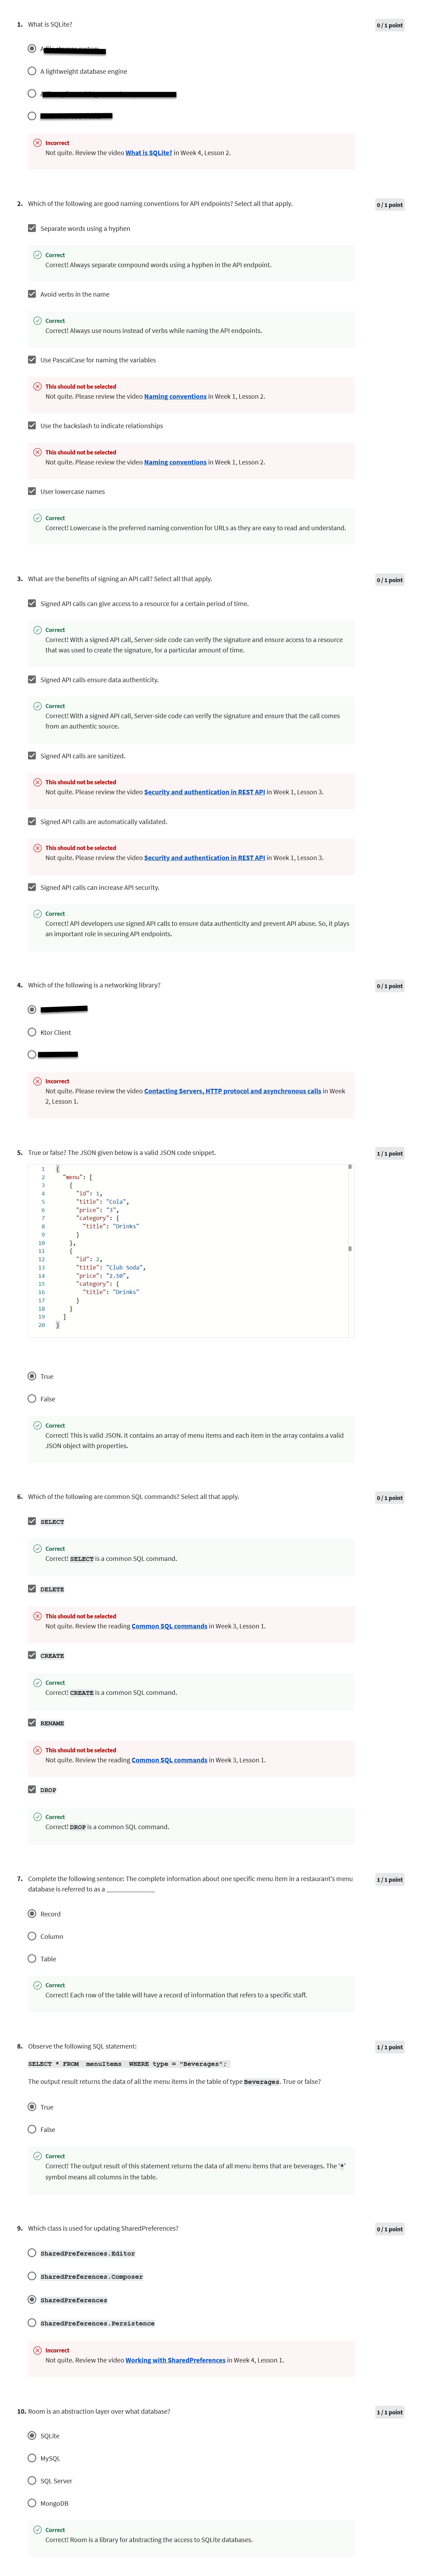 1. What is SQLite?
0 / 1 point
A lightweight database engine
Incorrect
Not quite. Review the video What is SQLite? in Week 4, Lesson 2.
2. Which of the following are good naming conventions for API endpoints? Select all that apply.
0 / 1 point
Separate words using a hyphen
Correct
Correct! Always separate compound words using a hyphen in the API endpoint.
Avoid verbs in the name
Correct
Correct! Always use nouns instead of verbs while naming the API endpoints.
Use PascalCase for naming the variables
This should not be selected
Not quite. Please review the video Naming conventions in Week 1, Lesson 2.
Use the backslash to indicate relationships
This should not be selected
Not quite. Please review the video Naming conventions in Week 1, Lesson 2.
User lowercase names
Correct
Correct! Lowercase is the preferred naming convention for URLs as they are easy to read and understand.
3. What are the benefits of signing an API call? Select all that apply.
0 / 1 point
Signed API calls can give access to a resource for a certain period of time.
Correct
Correct! With a signed API call, Server-side code can verify the signature and ensure access to a resource
that was used to create the signature, for a particular amount of time.
Signed API calls ensure data authenticity.
Correct
Correct! With a signed API call, Server-side code can verify the signature and ensure that the call comes
from an authentic source.
Signed API calls are sanitized.
This should not be selected
Not quite. Please review the video Security and authentication in REST API in Week 1, Lesson 3.
Signed API calls are automatically validated.
This should not be selected
Not quite. Please review the video Security and authentication in REST API in Week 1, Lesson 3.
Signed API calls can increase API security.
Correct
Correct! API developers use signed API calls to ensure data authenticity and prevent API abuse. So, it plays
an important role in securing API endpoints.
4. Which of the following is a networking library?
0 / 1 point
Ktor Client
Incorrect
Not quite. Please review the video Contacting Servers, HTTP protocol and asynchronous calls in Week
2, Lesson 1.
5. True or false? The JSON given below is a valid JSON code snippet.
1 / 1 point
1 {
2 "menu": [
3 {
4 "id": 1,
5 "title": "Cola",
6 "price": "3",
7 "category": {
8 "title": "Drinks"
9 }
10 },
11 {
12 "id": 2,
13 "title": "Club Soda",
14 "price": "2.50",
15 "category": {
16 "title": "Drinks"
17 }
18 }
19 ]
20 }
True
False
Correct
Correct! This is valid JSON. It contains an array of menu items and each item in the array contains a valid
JSON object with properties.
6. Which of the following are common SQL commands? Select all that apply.
0 / 1 point
SELECT
Correct
Correct! SELECT is a common SQL command.
DELETE
This should not be selected
Not quite. Review the reading Common SQL commands in Week 3, Lesson 1.
CREATE
Correct
Correct! CREATE is a common SQL command.
RENAME
This should not be selected
Not quite. Review the reading Common SQL commands in Week 3, Lesson 1.
DROP
Correct
Correct! DROP is a common SQL command.
7. Complete the following sentence: The complete information about one specific menu item in a restaurant's menu
database is referred to as a _______________
1 / 1 point
Record
Column
Table
Correct
Correct! Each row of the table will have a record of information that refers to a specific staff.
8. Observe the following SQL statement:
1 / 1 point
SELECT * FROM menuItems WHERE type = "Beverages";
The output result returns the data of all the menu items in the table of type Beverages. True or false?
True
False
Correct
Correct! The output result of this statement returns the data of all menu items that are beverages. The '*'
symbol means all columns in the table.
9. Which class is used for updating SharedPreferences?
0 / 1 point
SharedPreferences.Editor
SharedPreferences.Composer
SharedPreferences
SharedPreferences.Persistence
Incorrect
Not quite. Review the video Working with SharedPreferences in Week 4, Lesson 1.
10. Room is an abstraction layer over what database?
1 / 1 point
SQLite
MySQL
SQL Server
MongoDB
Correct
Correct! Room is a library for abstracting the access to SQLite databases.